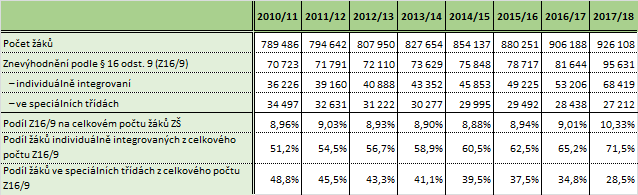 2010/11 2011/12 2012/13 2013/14 2014/15 2015/16 2016/17 2017/18
Počet žáků 789 486 794 642 807 950 827 654 854 137 880 251 906 188 926 108
Znevýhodnění podle § 16 odst. 9 (Z16/9) 70 723 71 791 72 110 73 629 75 848 78 717 81 644 95 631
– individuálně integrovaní 36 226 39 160 40 888 43 352 45 853 49 225 53 206 68 419
– ve speciálních třídách 34 497 32 631 31 222 30 277 29 995 29 492 28 438 27 212
Podíl Z16/9 na celkovém počtu žáků ZŠ 8,96% 9,03% 8,93% 8,90% 8,88% 8,94% 9,01% 10,33%
Podíl žáků individuálně integrovaných z celkového
počtu Z16/9 51,2% 54,5% 56,7% 58,9% 60,5% 62,5% 65,2% 71,5%
Podíl žáků ve speciálních třídách z celkového počtu
Z16/9 48,8% 45,5% 43,3% 41,1% 39,5% 37,5% 34,8% 28,5%